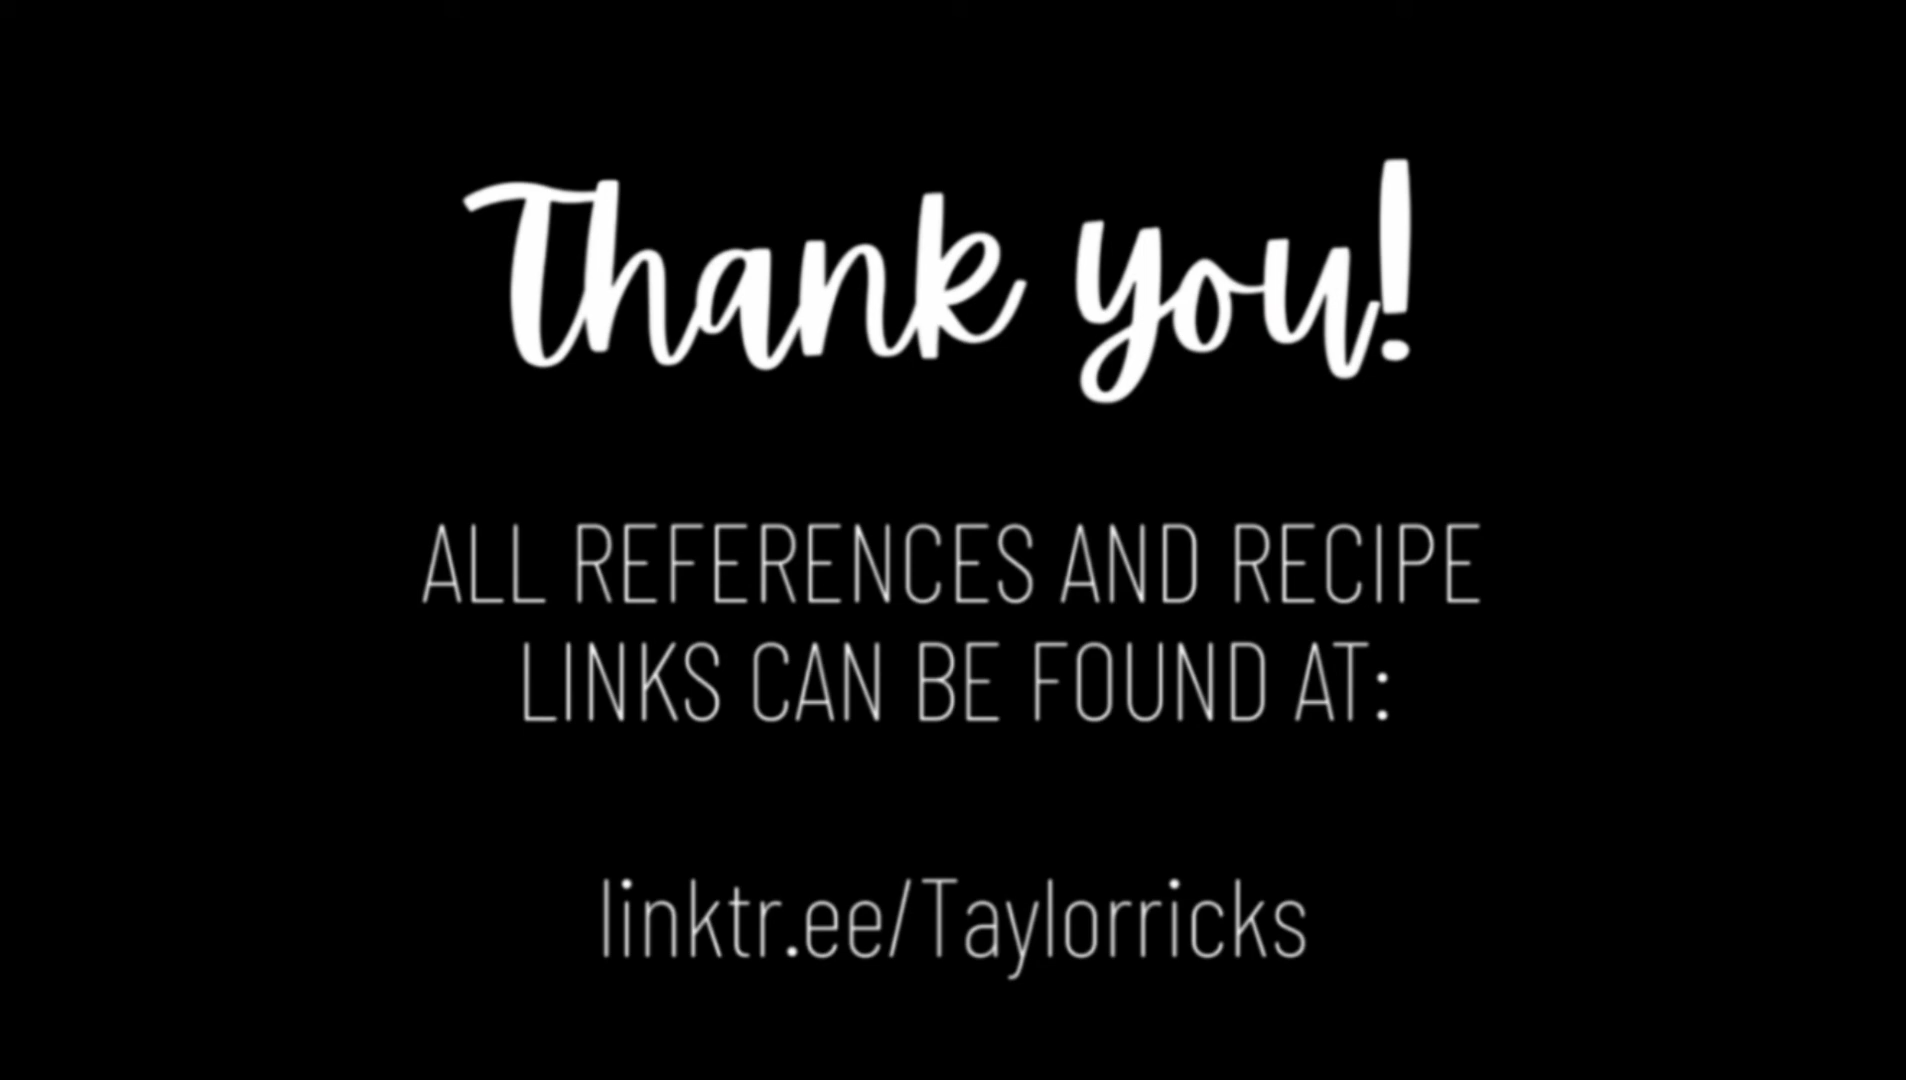 Thank you!
ALL REFERENCES AND RECIPE
LINKS CAN BE FOUND AT:
linktr.ee/Taylorricks